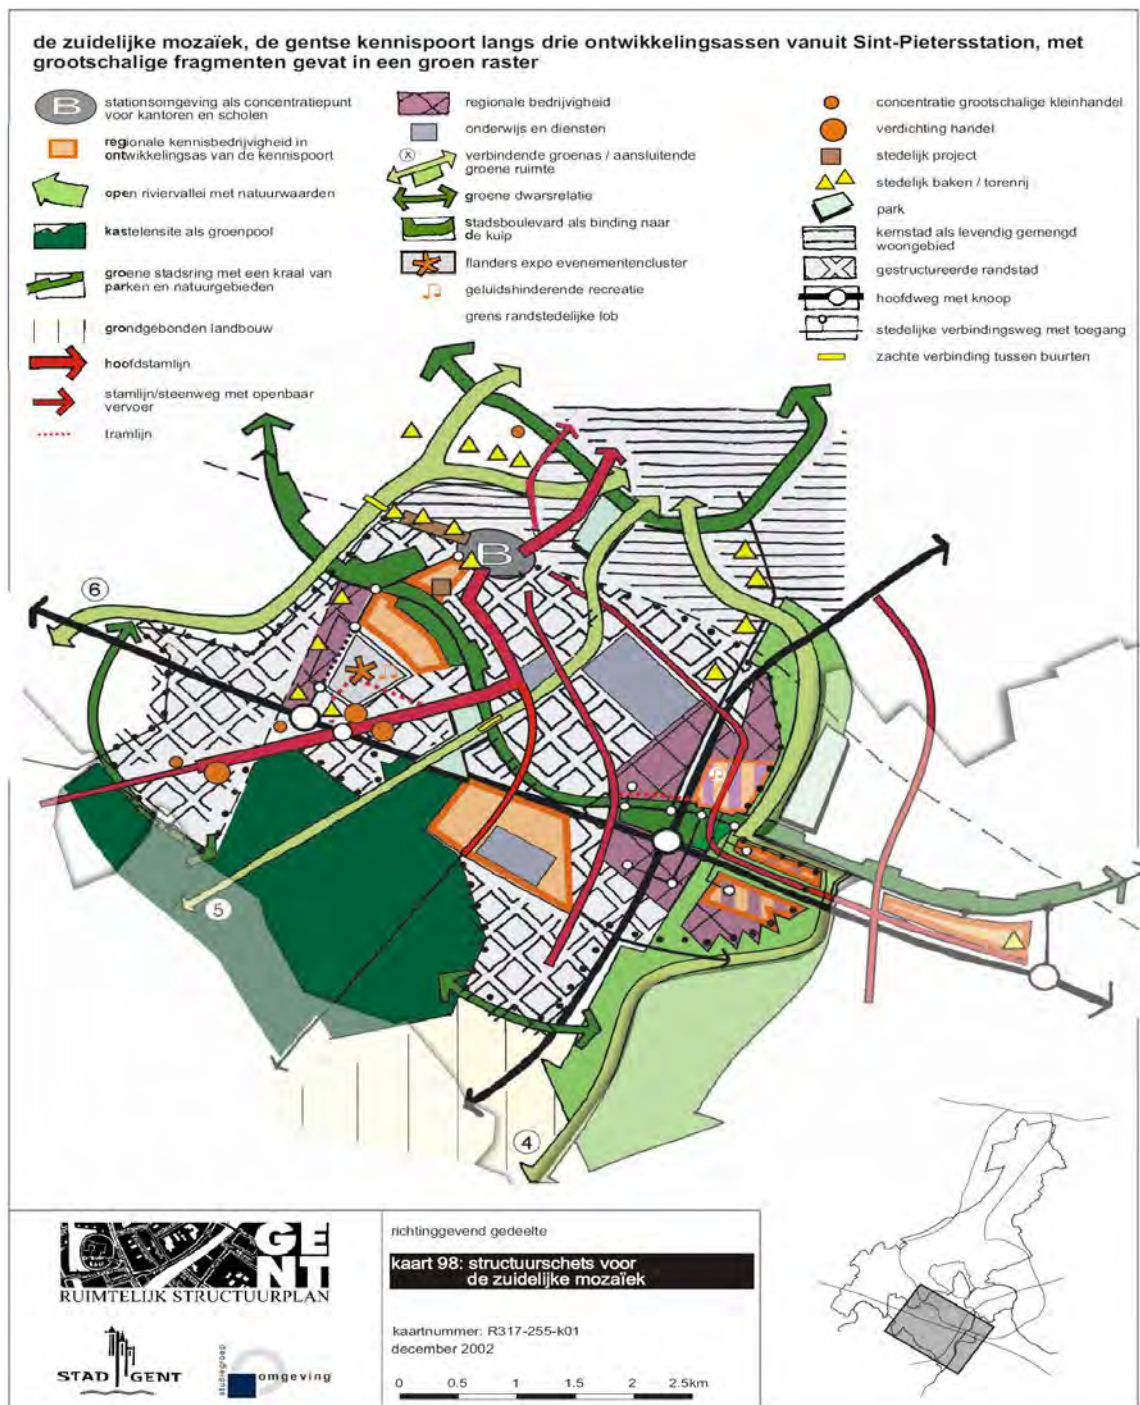 de zuidelijke mozaïek, de gentse kennispoort langs drie ontwikkelingsassen vanuit Sint-Pietersstation, met
grootschalige fragmenten gevat in een groen raster
B
stationsomgeving als concentratiepunt
voor kantoren en scholen
regionale kennisbedrijvigheid in
ontwikkelingsas van de kennispoort
open riviervallei met natuurwaarden
kastelensite als groenpool
groene stadsring met een kraal van
parken en natuurgebieden
grondgebonden landbouw
hoofdstamlijn
stamlijn/steenweg met openbaar
vervoer
tramlijn
regionale bedrijvigheid
onderwijs en diensten
x
verbindende groenas / aansluitende
groene ruimte
groene dwarsrelatie
stadsboulevard als binding naar
de kuip
flanders expo evenementencluster
geluidshinderende recreatie
grens randstedelijke lob
concentratie grootschalige kleinhandel
verdichting handel
stedelijk project
stedelijk baken / torenrij
park
kernstad als levendig gemengd
woongebied
gestructureerde randstad
hoofdweg met knoop
stedelijke verbindingsweg met toegang
zachte verbinding tussen buurten
B
6
5
4
GE
NT
RUIMTELIJK STRUCTUURPLAN
STAD GENT
studiegroep
omgeving
richtinggevend gedeelte
kaart 98: structuurschets voor
de zuidelijke mozaïek
kaartnummer: R317-255-k01
december 2002
0 0.5 1 1.5 2 2.5km